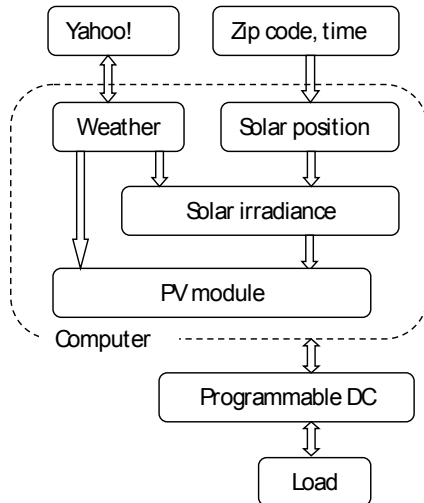 Yahoo!
Zip code, time
Weather
Solar position
Solar irradiance
PV module
Computer
Programmable DC
Load